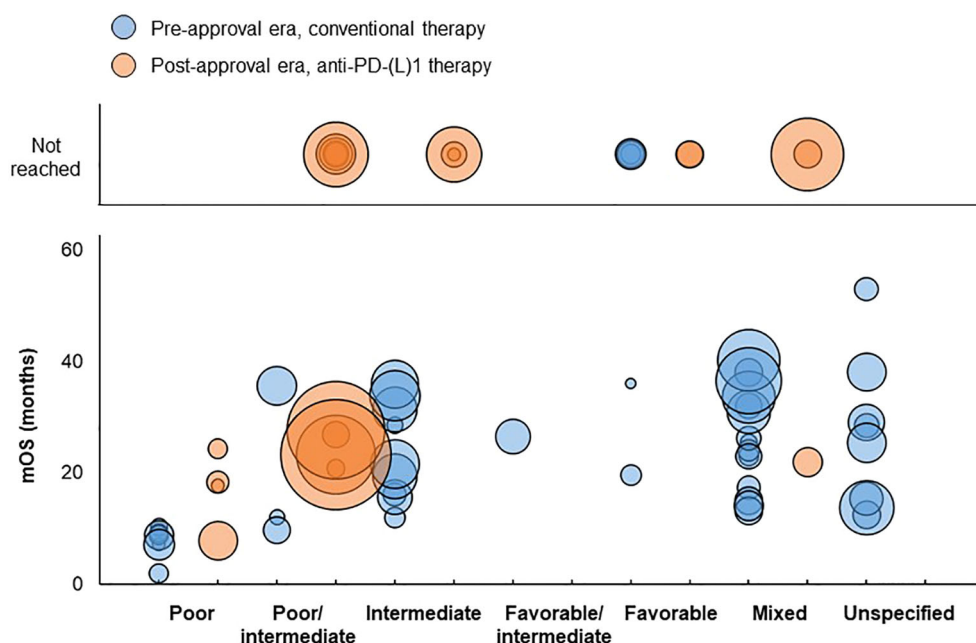 Pre-approval era, conventional therapy
Post-approval era, anti-PD-(L)1 therapy
Not
reached
60
40
20
0
mOS (months)
Poor
Poor/
intermediate
Intermediate
Favorable/
intermediate
Favorable
Mixed
Unspecified